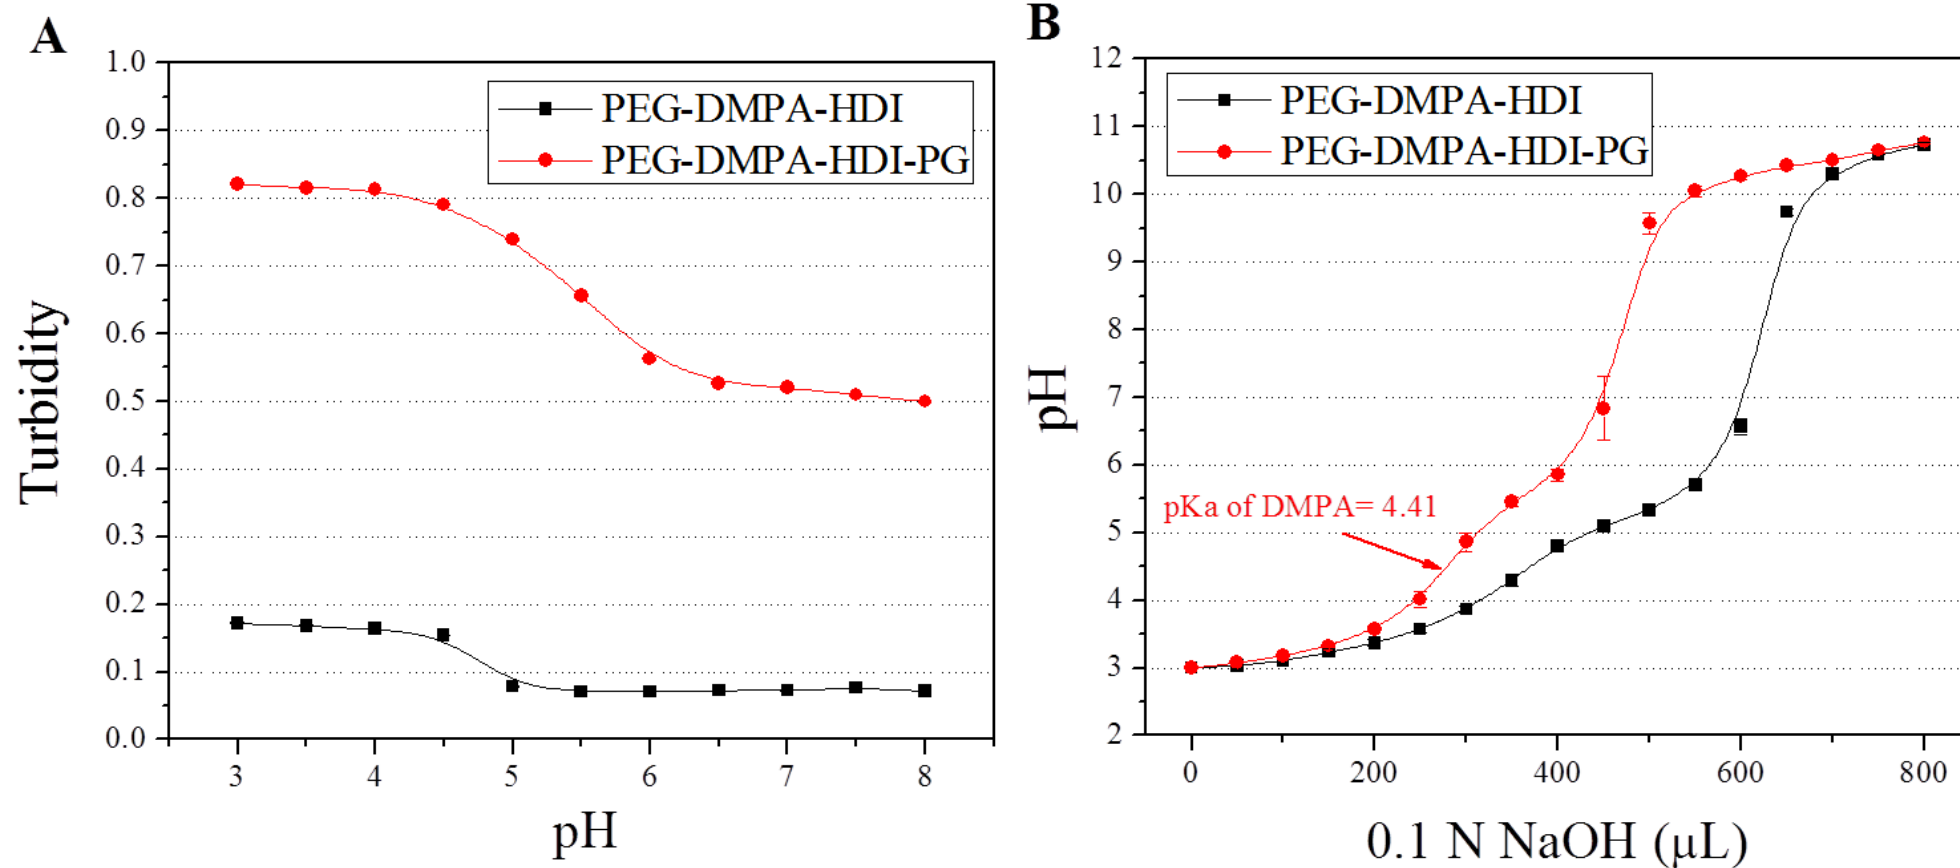 A
1.0
0.9
0.8
0.7
0.6
0.5
0.4
0.3
0.2
0.1
0.0
Turbidity
PEG-DMPA-HDI
PEG-DMPA-HDI-PG
3 4 5 6 7 8
pH
B
12
11
10
9
8
7
6
5
4
3
2
pH
PEG-DMPA-HDI
PEG-DMPA-HDI-PG
pKa of DMPA= 4.41
0 200 400 600 800
0.1 N NaOH (μL)